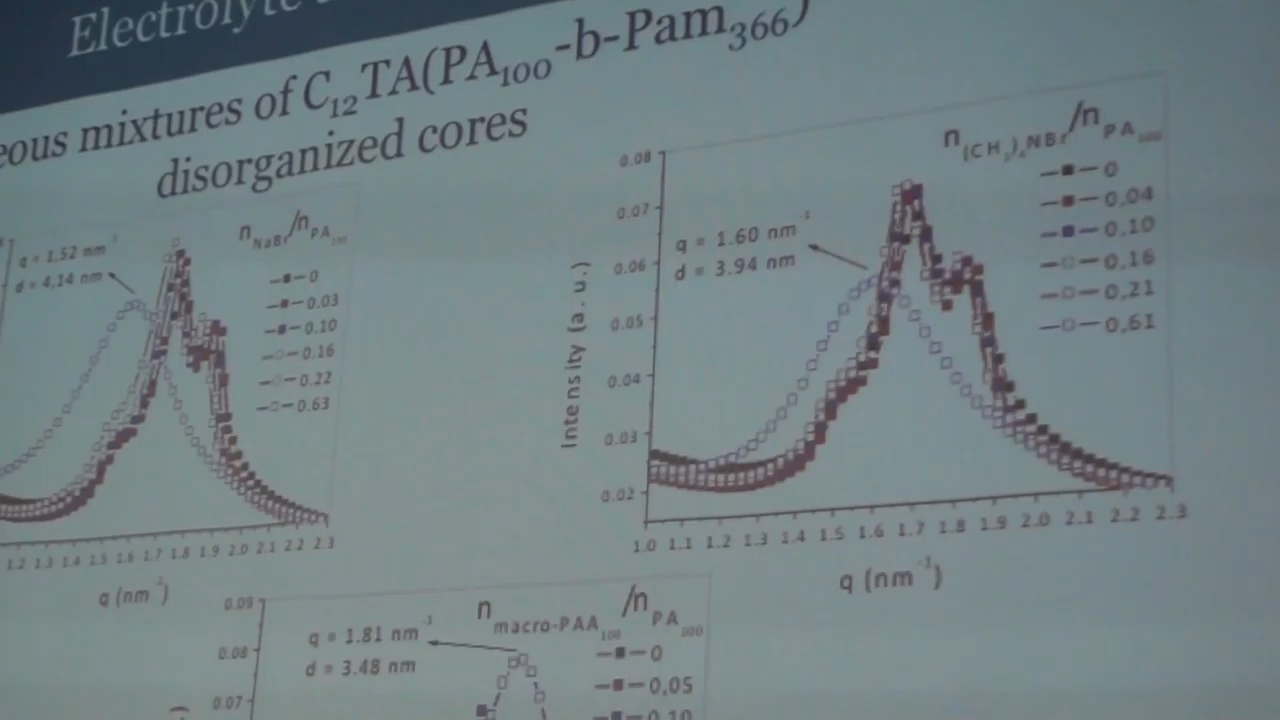 Electrolyte
eous mixtures of C₁₂TA(PA₁₀₀-b-Pam₃₆₆)
disorganized cores
q = 1,52 nm⁻¹
d = 4,14 nm
n NaBr/n PA₁₀₀
0
0.03
0.10
0.16
0.22
0.63
1.2 1.3 1.4 1.5 1.6 1.7 1.8 1.9 2.0 2.1 2.2 2.3
q (nm⁻¹)
n (CH₃)₄NBr/n PA₁₀₀
0
0,04
0,10
0,16
0,21
0,61
q = 1.60 nm⁻¹
d = 3.94 nm
Intensity (a. u.)
0.08
0.07
0.06
0.05
0.04
0.03
0.02
1.0 1.1 1.2 1.3 1.4 1.5 1.6 1.7 1.8 1.9 2.0 2.1 2.2 2.3
q (nm⁻¹)
n macro-PAA₁₀₀/n PA₁₀₀
0
0,05
0.10
q = 1.81 nm⁻¹
d = 3.48 nm
0.09
0.08
0.07